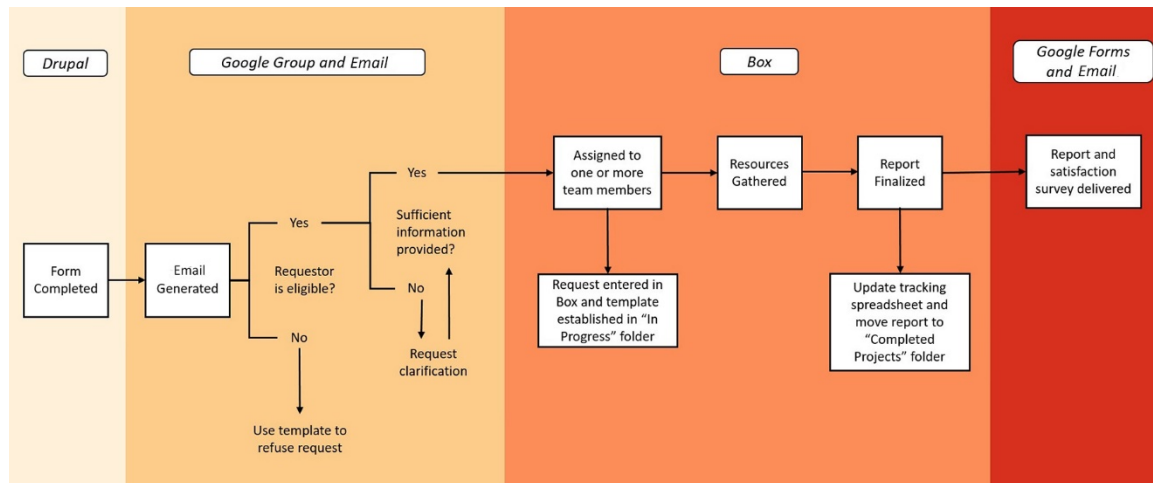 Drupal
Google Group and Email
Box
Google Forms
and Email
Form
Completed
Email
Generated
Requestor
is eligible?
Yes
No
Use template to
refuse request
Yes
Sufficient
information
provided?
No
Request
clarification
Assigned to
one or more
team members
Request entered in
Box and template
established in “In
Progress” folder
Resources
Gathered
Report
Finalized
Update tracking
spreadsheet and
move report to
“Completed
Projects” folder
Report and
satisfaction
survey delivered